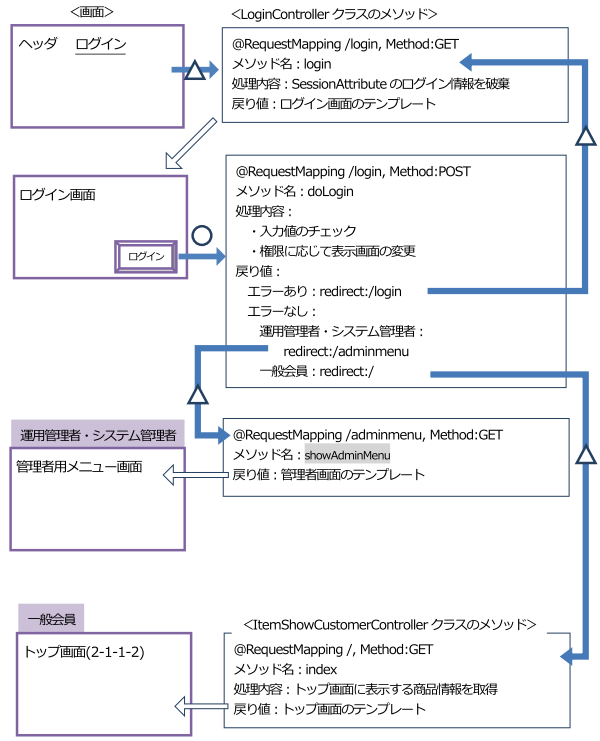 ＜画面＞
＜LoginController クラスのメソッド＞
ヘッダ　ログイン
@RequestMapping /login, Method:GET
メソッド名：login
処理内容：SessionAttribute のログイン情報を破棄
戻り値：ログイン画面のテンプレート
ログイン画面
ログイン
@RequestMapping /login, Method:POST
メソッド名：doLogin
処理内容：
・入力値のチェック
・権限に応じて表示画面の変更
戻り値：
エラーあり：redirect:/login
エラーなし：
運用管理者・システム管理者：
redirect:/adminmenu
一般会員：redirect:/
運用管理者・システム管理者
管理者用メニュー画面
@RequestMapping /adminmenu, Method:GET
メソッド名：showAdminMenu
戻り値：管理者画面のテンプレート
一般会員
トップ画面(2-1-1-2)
＜ItemShowCustomerController クラスのメソッド＞
@RequestMapping /, Method:GET
メソッド名：index
処理内容：トップ画面に表示する商品情報を取得
戻り値：トップ画面のテンプレート